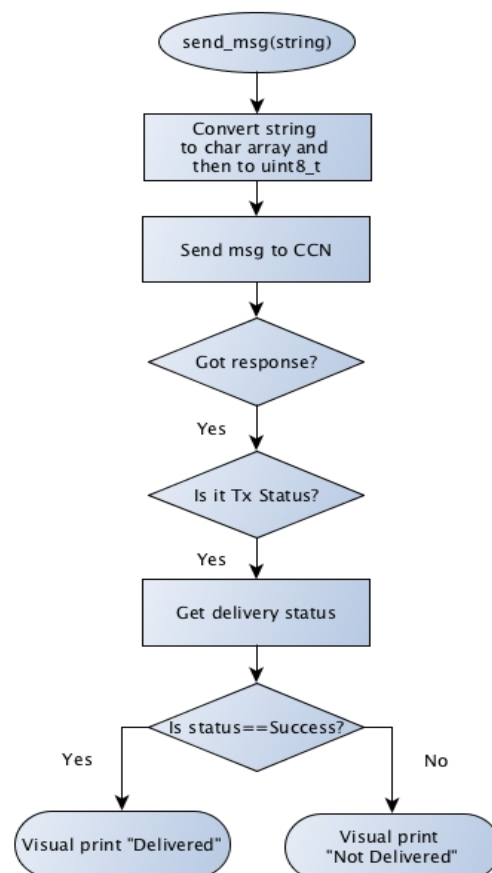 send_msg(string)
Convert string
to char array and
then to uint8_t
Send msg to CCN
Got response?
Yes
Is it Tx Status?
Yes
Get delivery status
Is status==Success?
Yes
No
Visual print "Delivered"
Visual print
"Not Delivered"